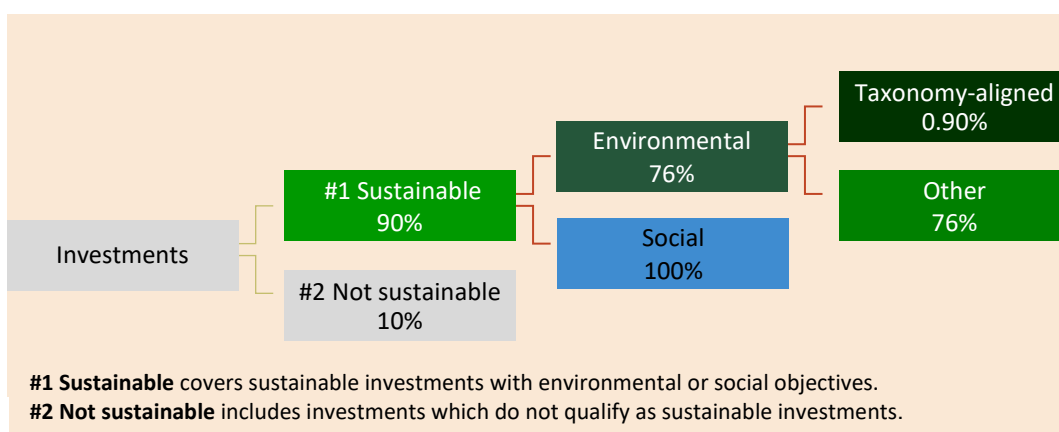 Taxonomy-aligned
0.90%
Environmental
76%
#1 Sustainable
90%
Other
76%
Social
100%
Investments
#2 Not sustainable
10%
#1 Sustainable covers sustainable investments with environmental or social objectives.
#2 Not sustainable includes investments which do not qualify as sustainable investments.